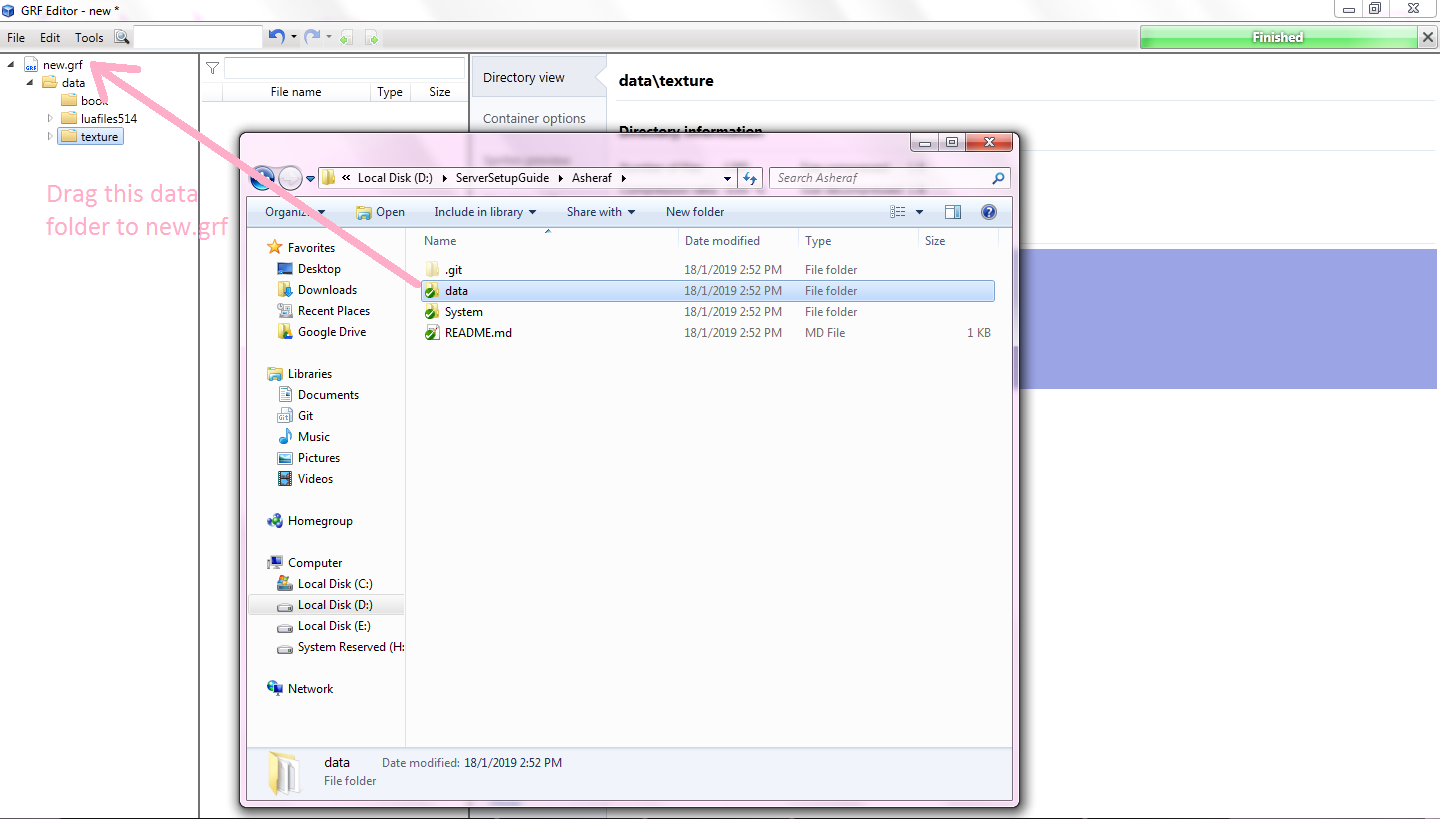 GRF Editor - new *
File Edit Tools
Finished
new.grf
data
book
luafiles514
texture
File name Type Size
Directory view
Container options
data\texture
Directory information
Drag this data
folder to new.grf
« Local Disk (D:) ServerSetupGuide Asheraf
Search Asheraf
Organize Open Include in library Share with New folder
Name Date modified Type Size
.git 18/1/2019 2:52 PM File folder
data 18/1/2019 2:52 PM File folder
System 18/1/2019 2:52 PM File folder
README.md 18/1/2019 2:52 PM MD File 1 KB
Favorites
Desktop
Downloads
Recent Places
Google Drive
Libraries
Documents
Git
Music
Pictures
Videos
Homegroup
Computer
Local Disk (C:)
Local Disk (D:)
Local Disk (E:)
System Reserved (H:
Network
data Date modified: 18/1/2019 2:52 PM
File folder